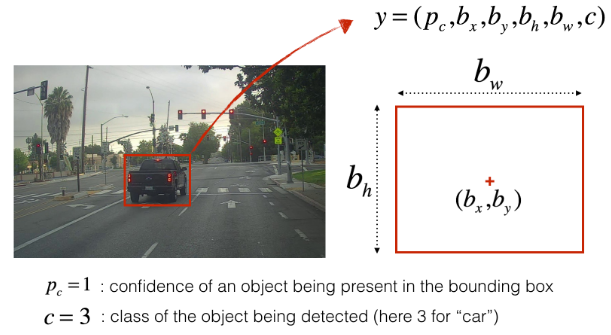 y = (p_c, b_x, b_y, b_h, b_w, c)
b_w
b_h
(b_x, b_y)
p_c = 1 : confidence of an object being present in the bounding box
c = 3 : class of the object being detected (here 3 for “car”)